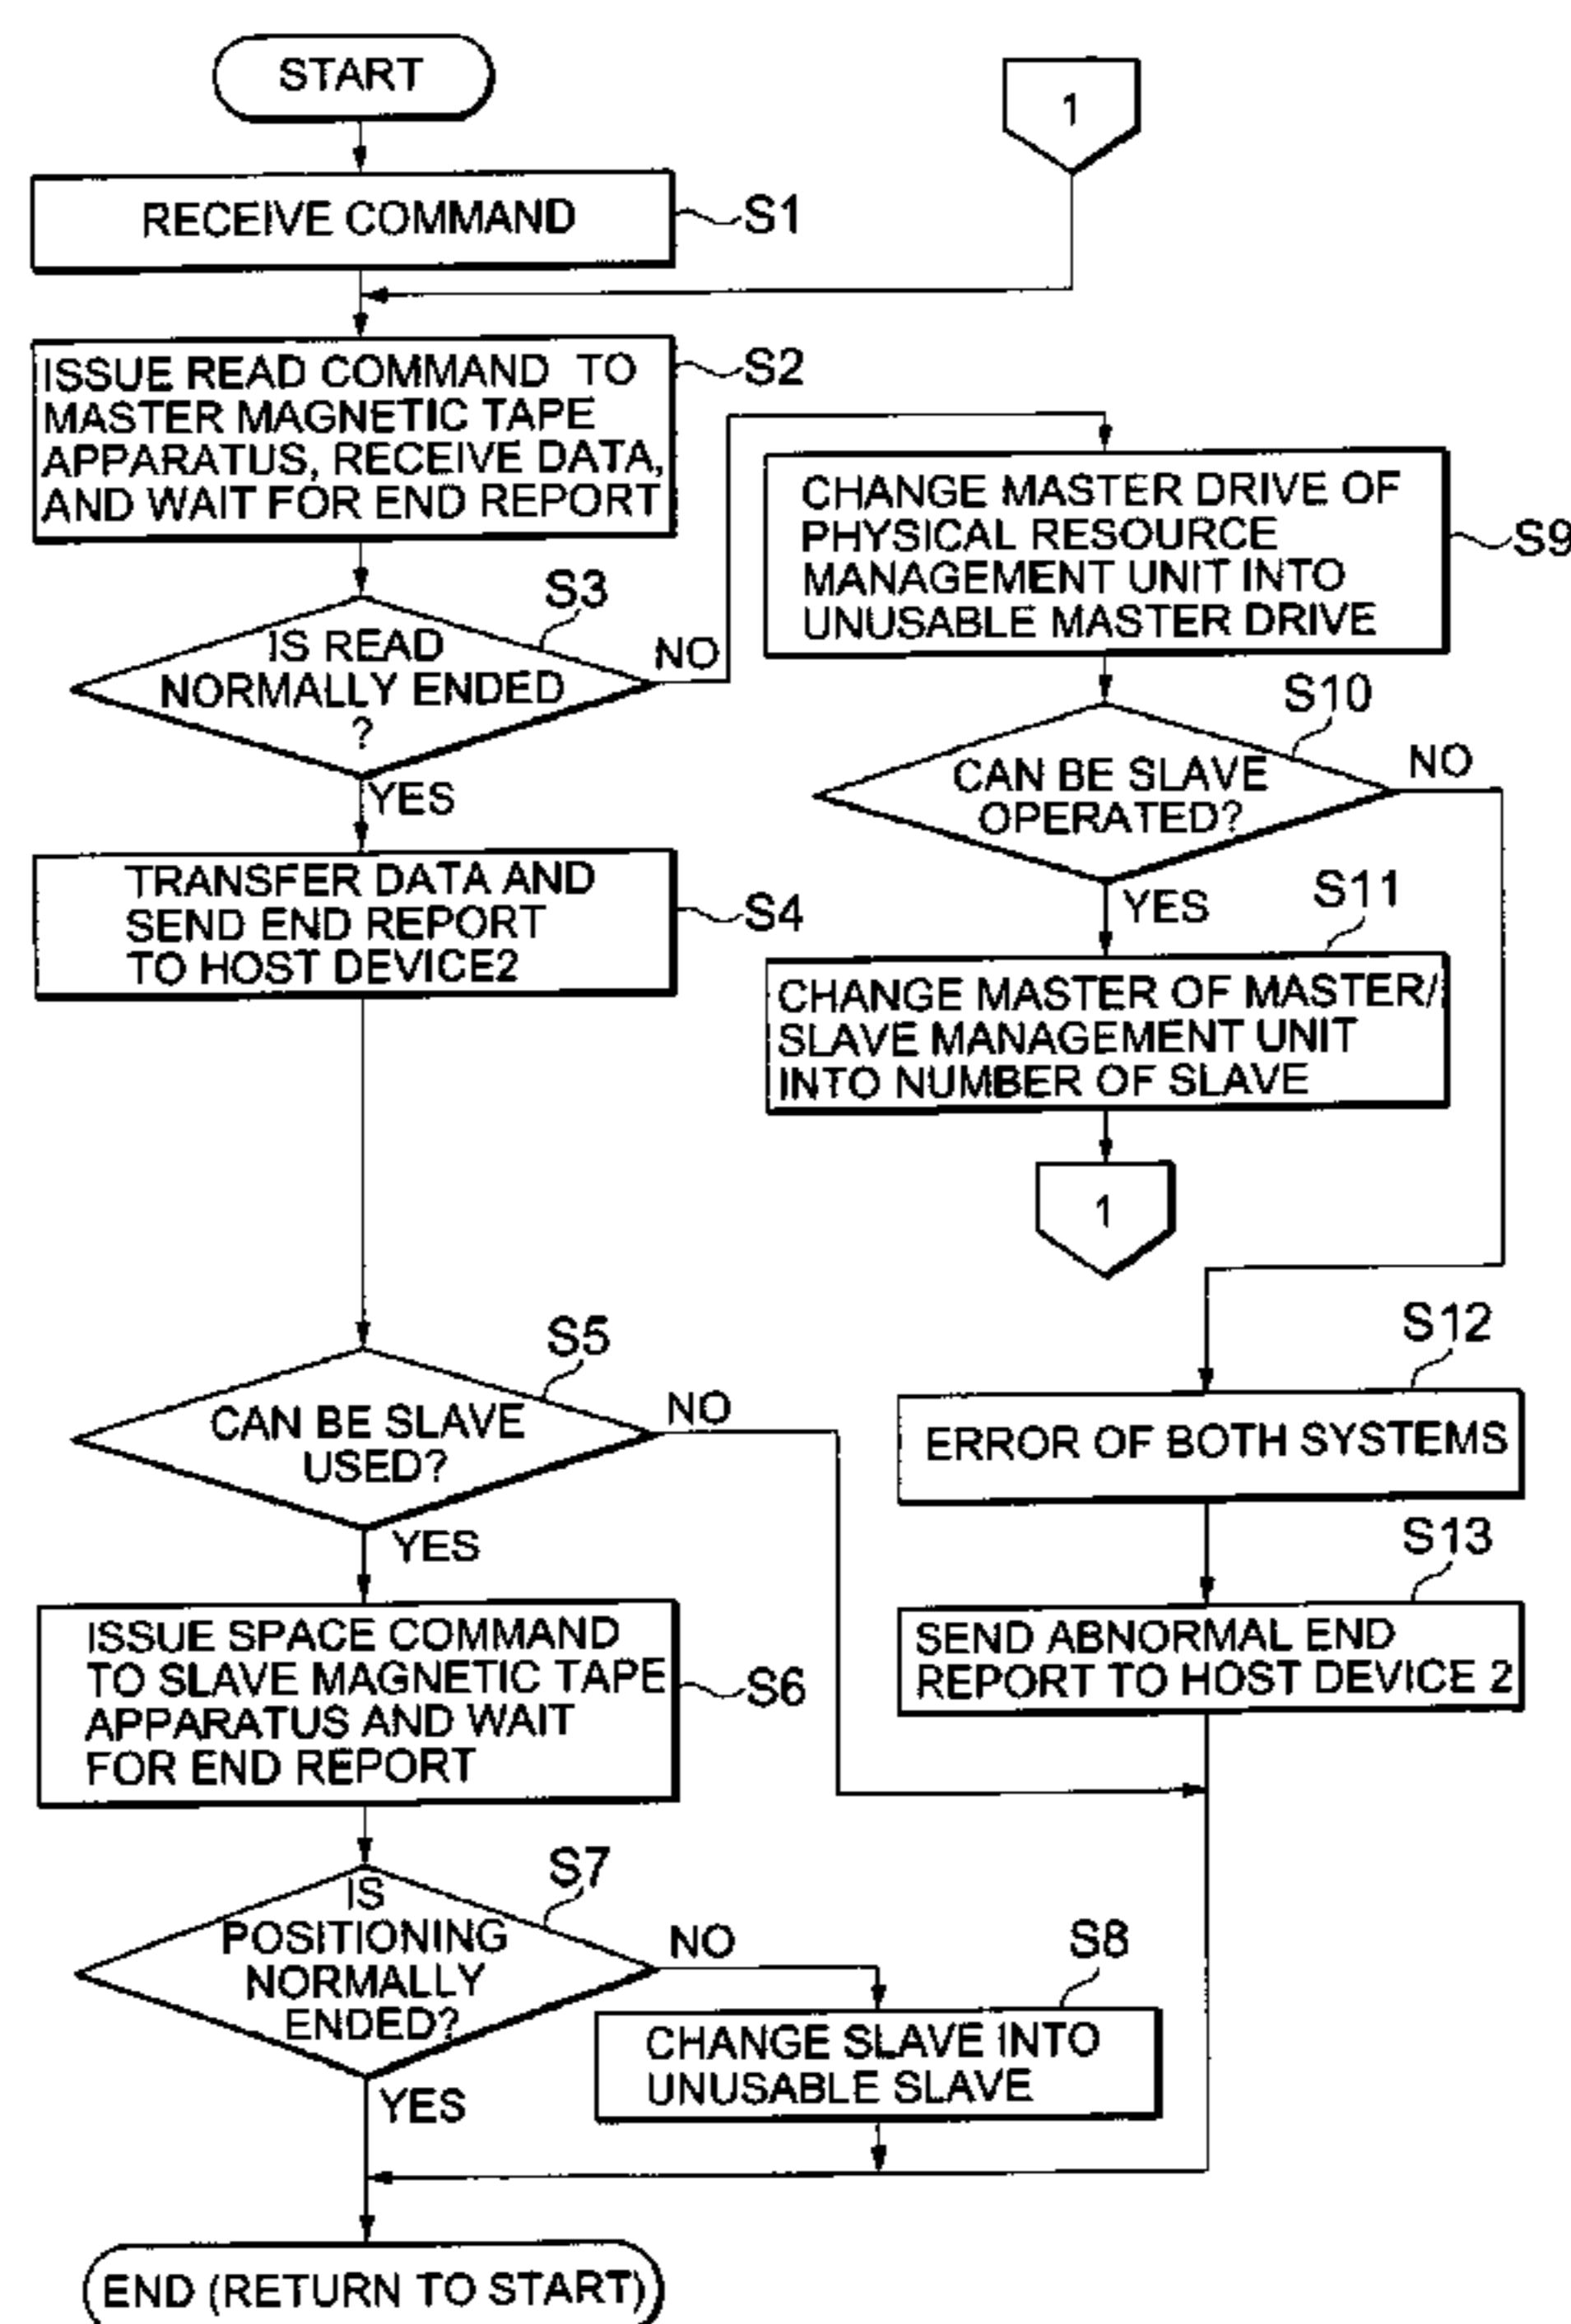 START
1
RECEIVE COMMAND
S1
ISSUE READ COMMAND TO
MASTER MAGNETIC TAPE
APPARATUS, RECEIVE DATA,
AND WAIT FOR END REPORT
S2
IS READ
NORMALLY ENDED
?
S3
NO
YES
TRANSFER DATA AND
SEND END REPORT
TO HOST DEVICE2
S4
CAN BE SLAVE
USED?
S5
NO
YES
ISSUE SPACE COMMAND
TO SLAVE MAGNETIC TAPE
APPARATUS AND WAIT
FOR END REPORT
S6
IS
POSITIONING
NORMALLY
ENDED?
S7
NO
YES
CHANGE SLAVE INTO
UNUSABLE SLAVE
S8
CHANGE MASTER DRIVE OF
PHYSICAL RESOURCE
MANAGEMENT UNIT INTO
UNUSABLE MASTER DRIVE
S9
CAN BE SLAVE
OPERATED?
S10
NO
YES
CHANGE MASTER OF MASTER/
SLAVE MANAGEMENT UNIT
INTO NUMBER OF SLAVE
S11
1
ERROR OF BOTH SYSTEMS
S12
SEND ABNORMAL END
REPORT TO HOST DEVICE 2
S13
END (RETURN TO START)